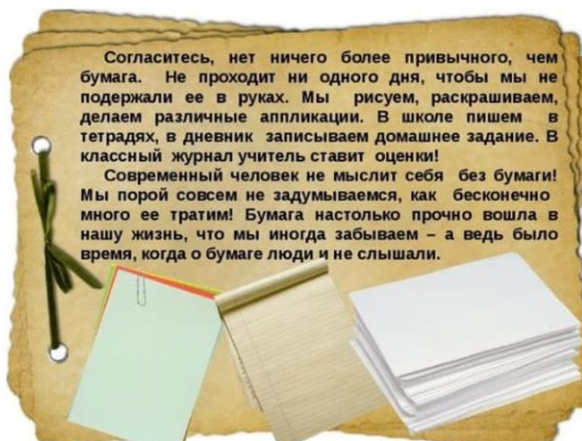 Согласитесь, нет ничего более привычного, чем
бумага. Не проходит ни одного дня, чтобы мы не
подержали ее в руках. Мы рисуем, раскрашиваем,
делаем различные аппликации. В школе пишем в
тетрадях, в дневник записываем домашнее задание. В
классный журнал учитель ставит оценки!
Современный человек не мыслит себя без бумаги!
Мы порой совсем не задумываемся, как бесконечно
много ее тратим! Бумага настолько прочно вошла в
нашу жизнь, что мы иногда забываем – а ведь было
время, когда о бумаге люди и не слышали.